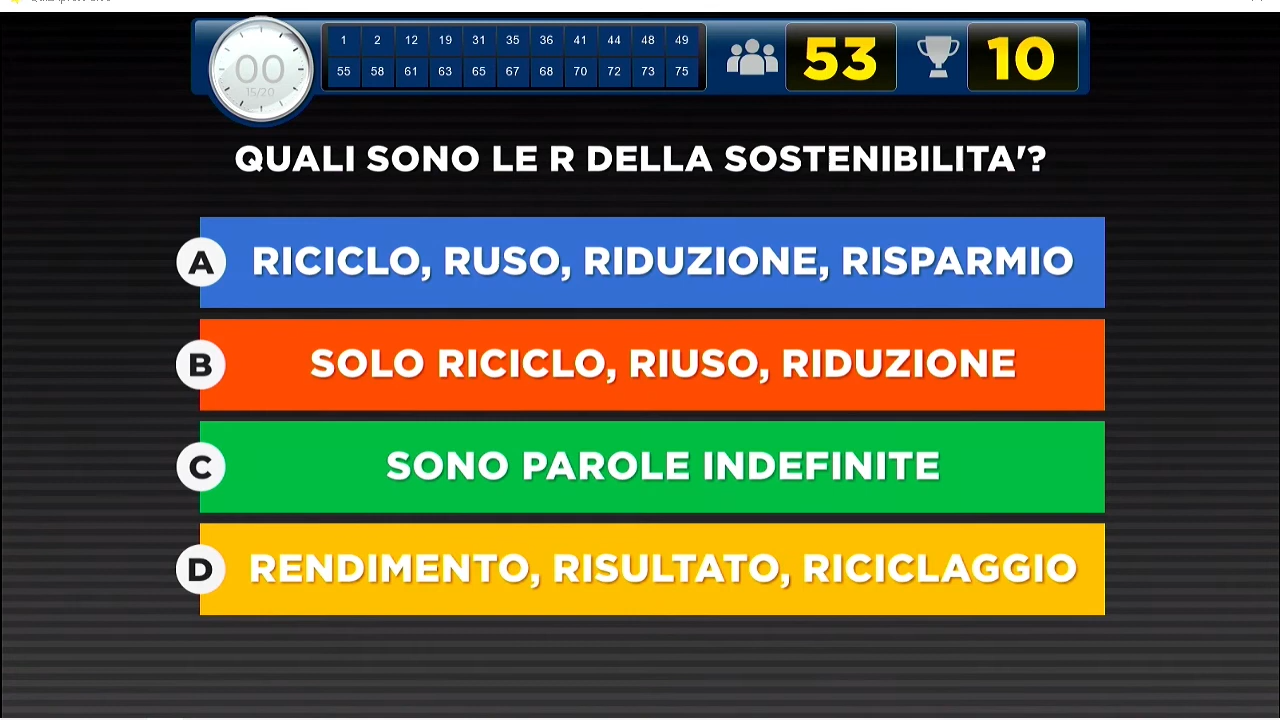 00
15/20
1 2 12 19 31 35 36 41 44 48 49
55 58 61 63 65 67 68 70 72 73 75
53
10
QUALI SONO LE R DELLA SOSTENIBILITA'?
A RICICLO, RUSO, RIDUZIONE, RISPARMIO
B SOLO RICICLO, RIUSO, RIDUZIONE
C SONO PAROLE INDEFINITE
D RENDIMENTO, RISULTATO, RICICLAGGIO